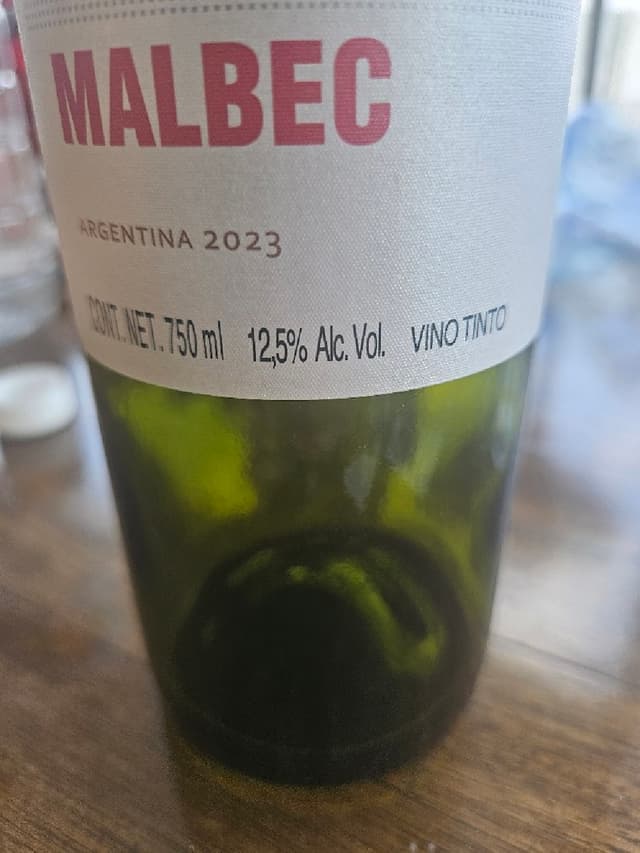 MALBEC
ARGENTINA 2023
CONT. NET. 750 ml 12,5% Alc. Vol. VINO TINTO